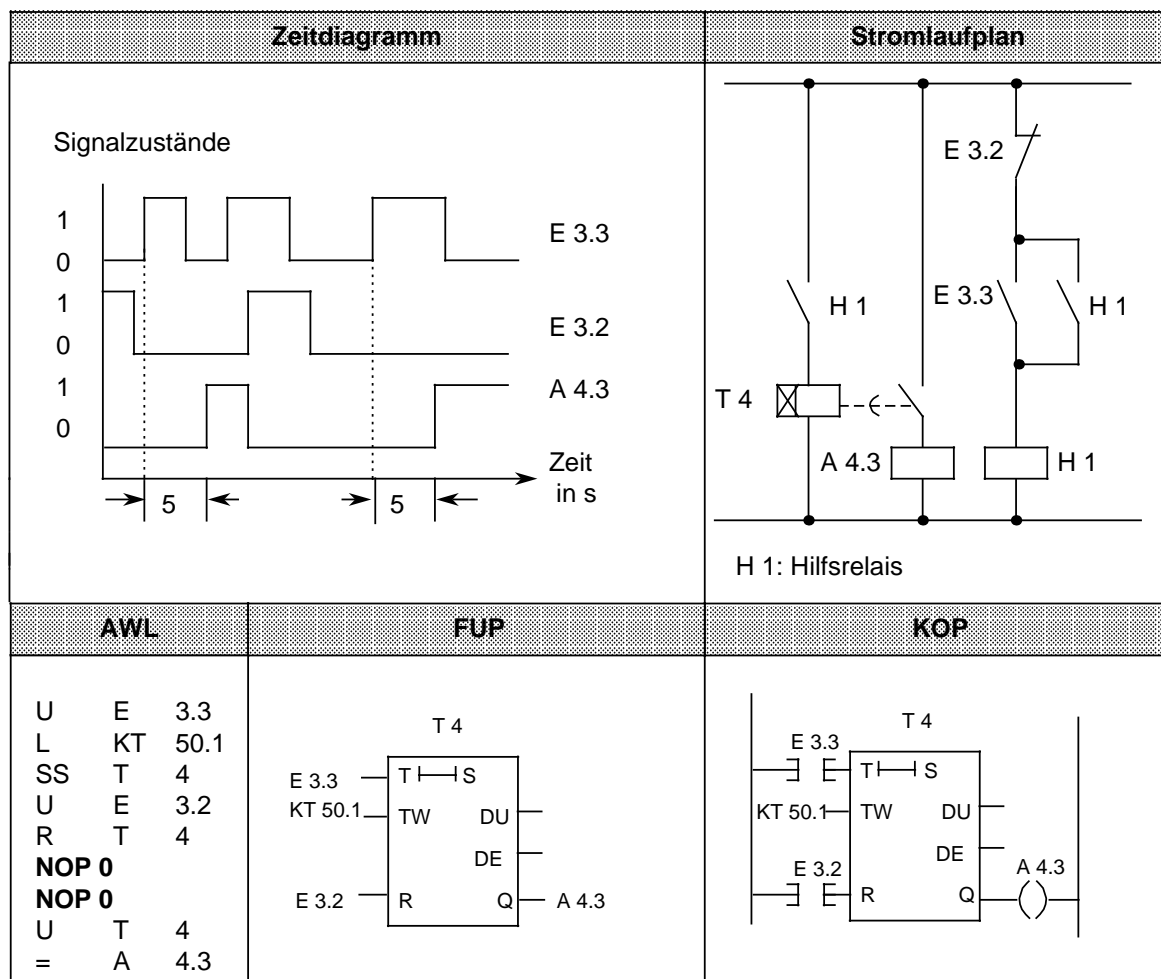 Zeitdiagramm
Stromlaufplan
Signalzustände
1
0
E 3.3
1
0
E 3.2
1
0
A 4.3
Zeit
in s
5
5
E 3.2
H 1
E 3.3
H 1
T 4
A 4.3
H 1
H 1: Hilfsrelais
AWL
FUP
KOP
U E 3.3
L KT 50.1
SS T 4
U E 3.2
R T 4
NOP 0
NOP 0
U T 4
= A 4.3
T 4
E 3.3
T S
KT 50.1
TW DU
DE
E 3.2
R Q
A 4.3
T 4
E 3.3
T S
KT 50.1
TW DU
DE
E 3.2
R Q
A 4.3